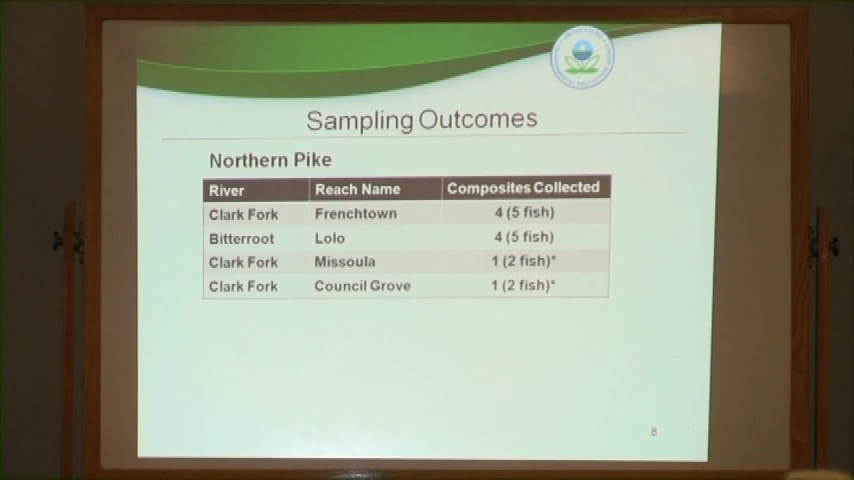 Sampling Outcomes
Northern Pike
River Reach Name Composites Collected
Clark Fork Frenchtown 4 (5 fish)
Bitterroot Lolo 4 (5 fish)
Clark Fork Missoula 1 (2 fish)*
Clark Fork Council Grove 1 (2 fish)*
8